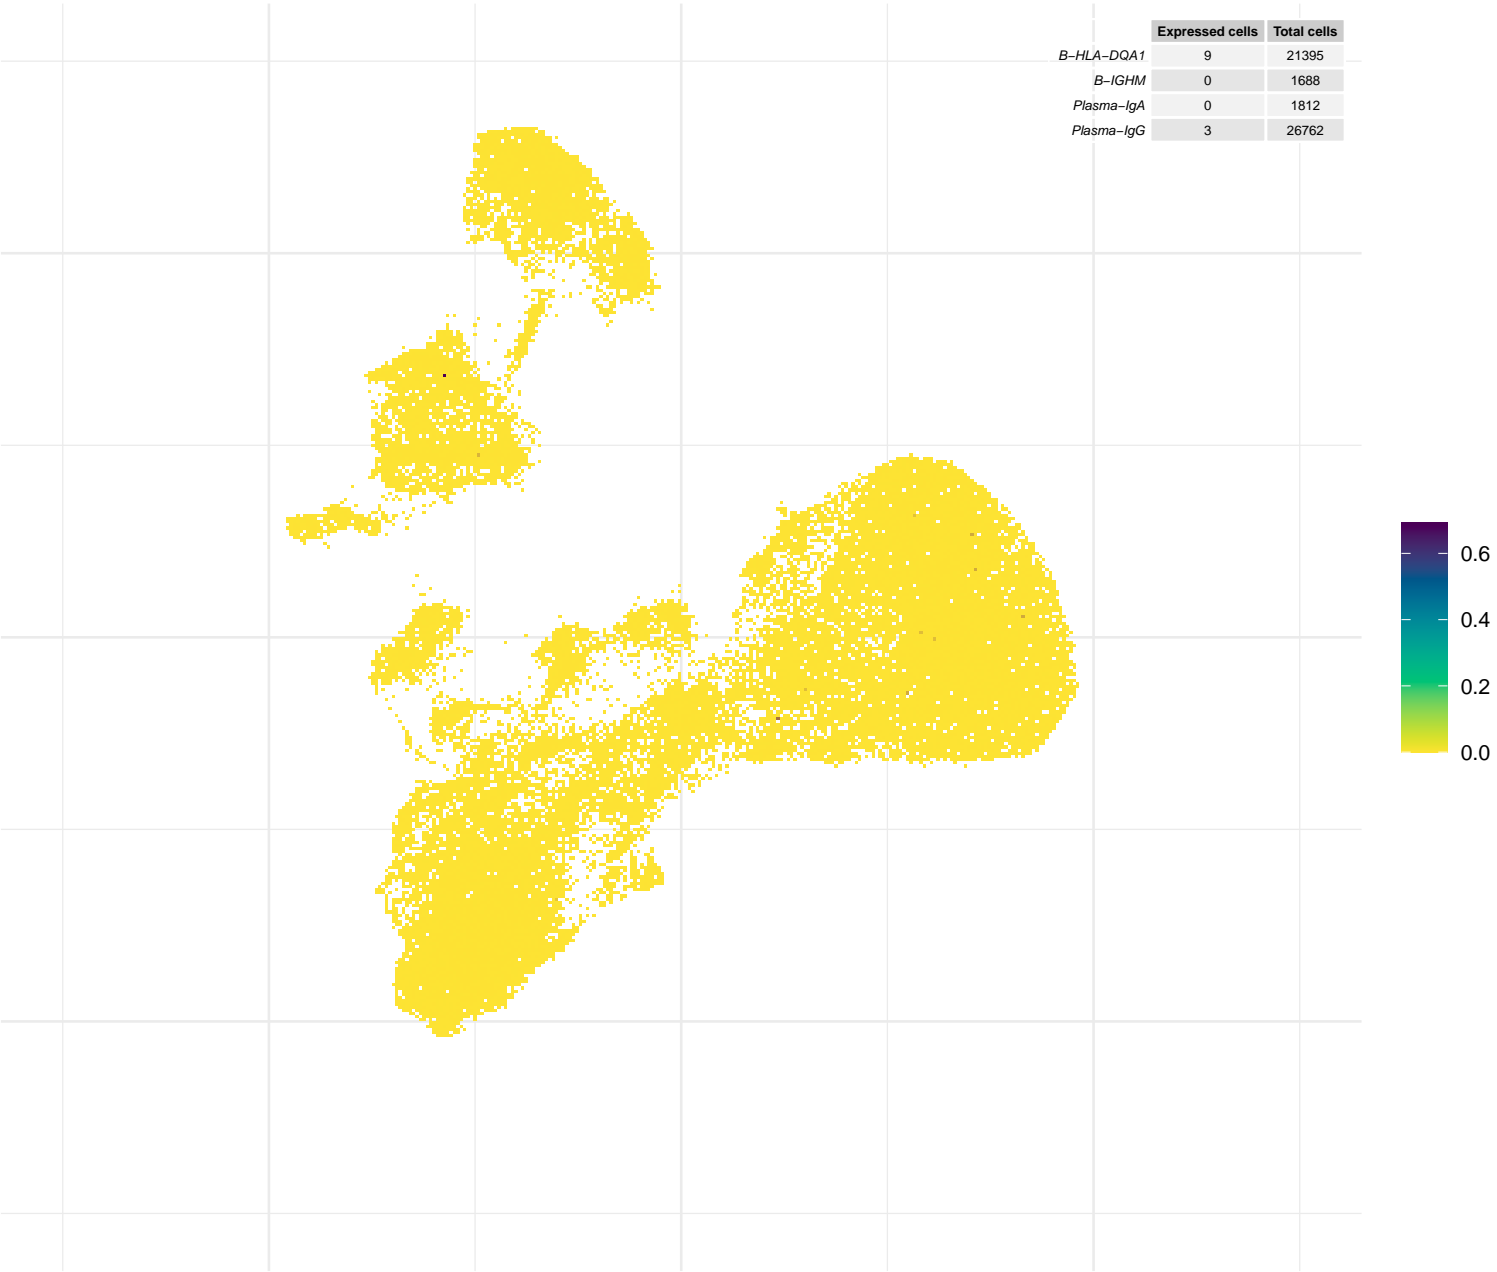 Expressed cells Total cells
B−HLA−DQA1 9 21395
B−IGHM 0 1688
Plasma−IgA 0 1812
Plasma−IgG 3 26762
0.6
0.4
0.2
0.0